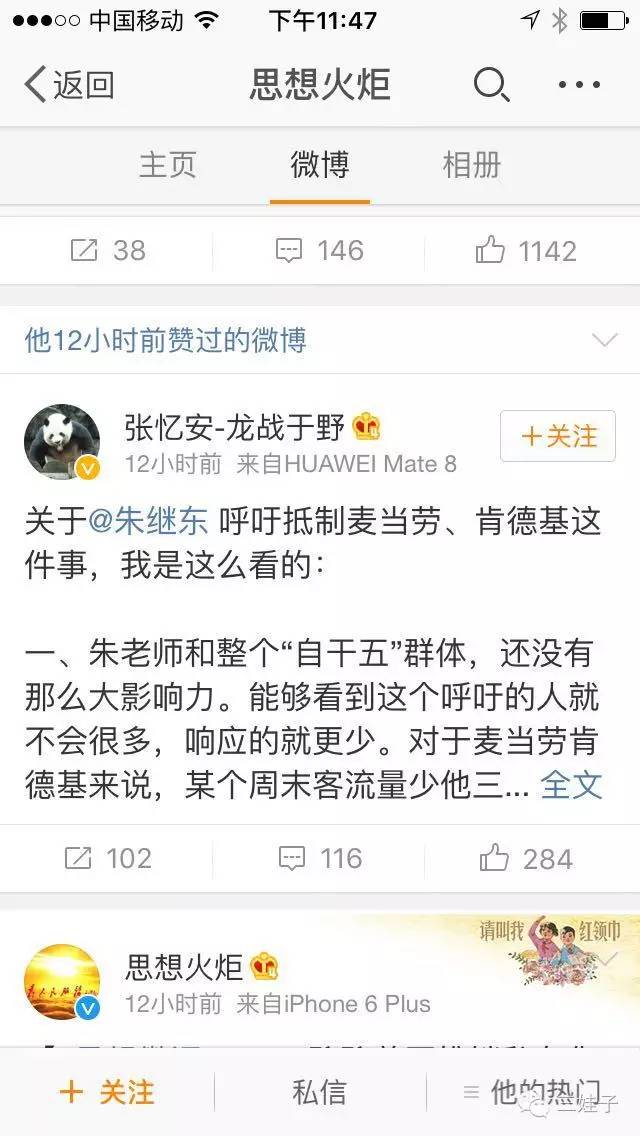 中国移动 下午11:47
返回 思想火炬
主页 微博 相册
38 146 1142
他12小时前赞过的微博
张忆安-龙战于野
+关注
12小时前 来自HUAWEI Mate 8
关于@朱继东 呼吁抵制麦当劳、肯德基这
件事，我是这么看的：
一、朱老师和整个“自干五”群体，还没有
那么大影响力。能够看到这个呼吁的人就
不会很多，响应的就更少。对于麦当劳肯
德基来说，某个周末客流量少他三... 全文
102 116 284
请叫我 红领巾
思想火炬
12小时前 来自iPhone 6 Plus
+ 关注 私信 他的热门
二娃子